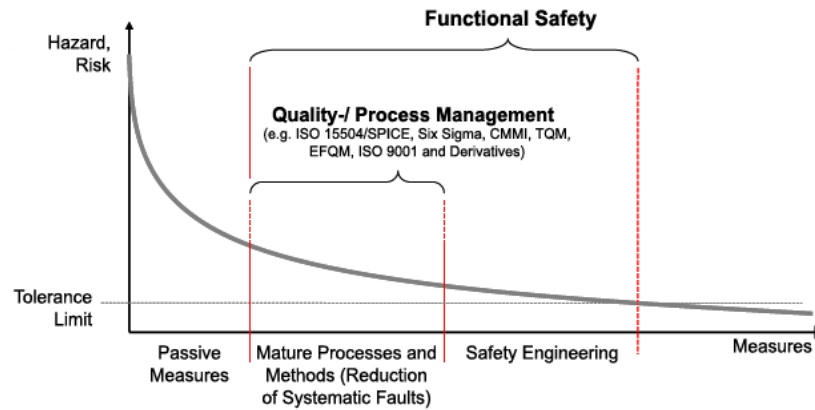 Functional Safety
Hazard,
Risk
Quality-/ Process Management
(e.g. ISO 15504/SPICE, Six Sigma, CMMI, TQM,
EFQM, ISO 9001 and Derivatives)
Tolerance
Limit
Measures
Passive
Measures
Mature Processes and
Methods (Reduction
of Systematic Faults)
Safety Engineering